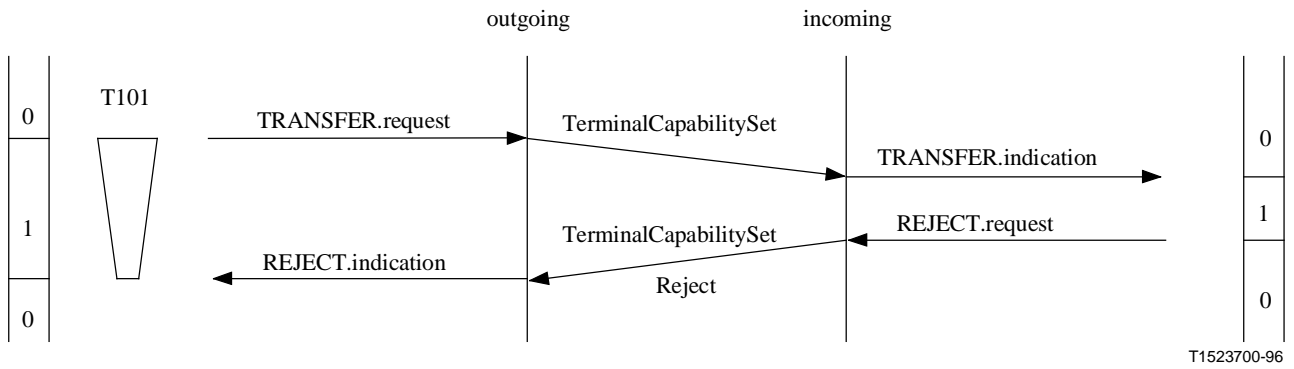 outgoing incoming
T101
0
TRANSFER.request
TerminalCapabilitySet
0
TRANSFER.indication
1
TerminalCapabilitySet
REJECT.request
1
REJECT.indication
Reject
0
0
T1523700-96